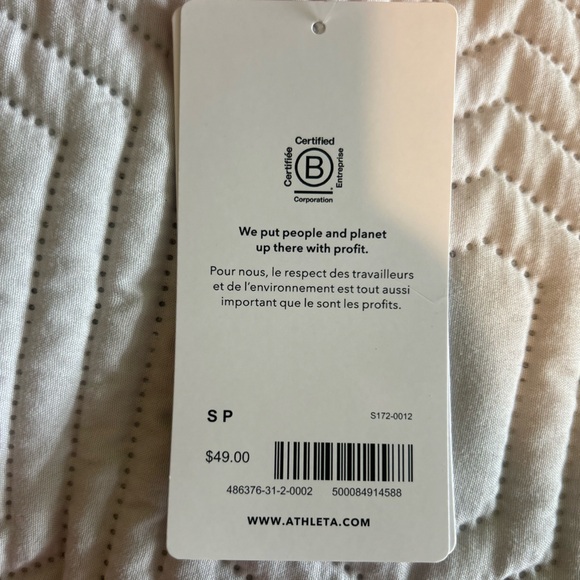 Certified
Certifiée
B
Entreprise
Corporation
We put people and planet
up there with profit.
Pour nous, le respect des travailleurs
et de l'environnement est tout aussi
important que le sont les profits.
S P
S172-0012
$49.00
486376-31-2-0002 500084914588
WWW.ATHLETA.COM